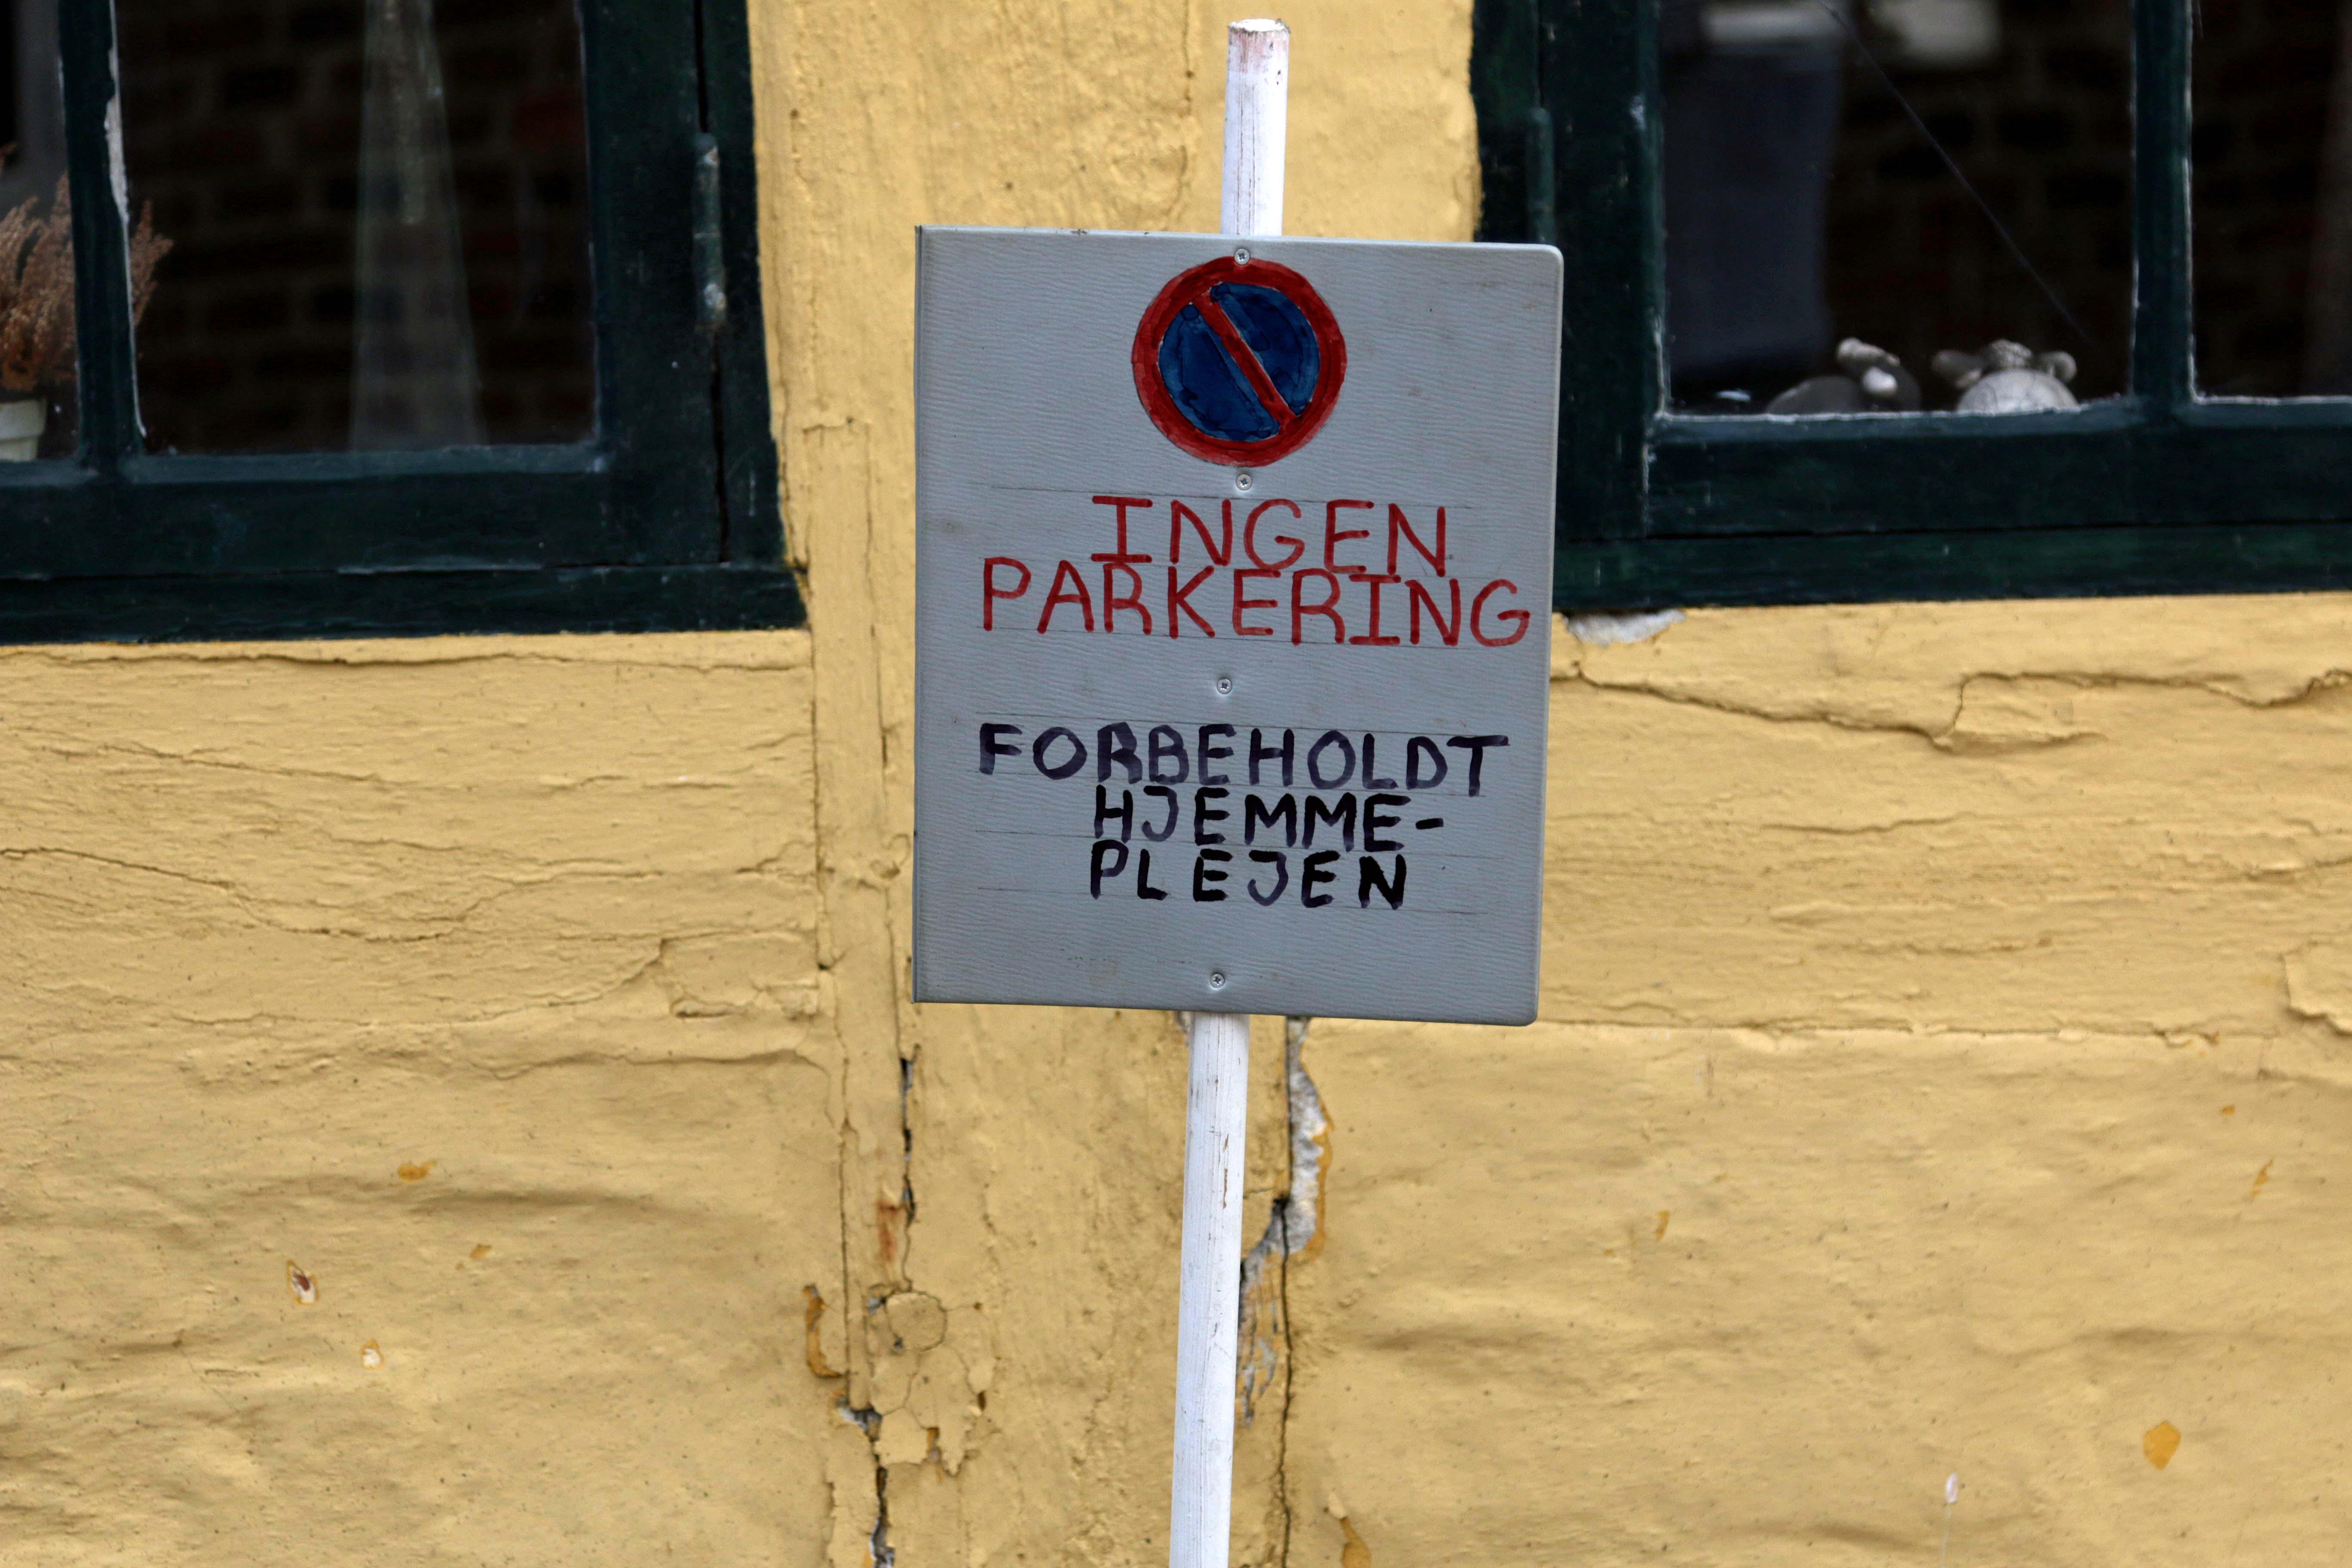 INGEN
PARKERING
FORBEHOLDT
HJEMME-
PLEJEN